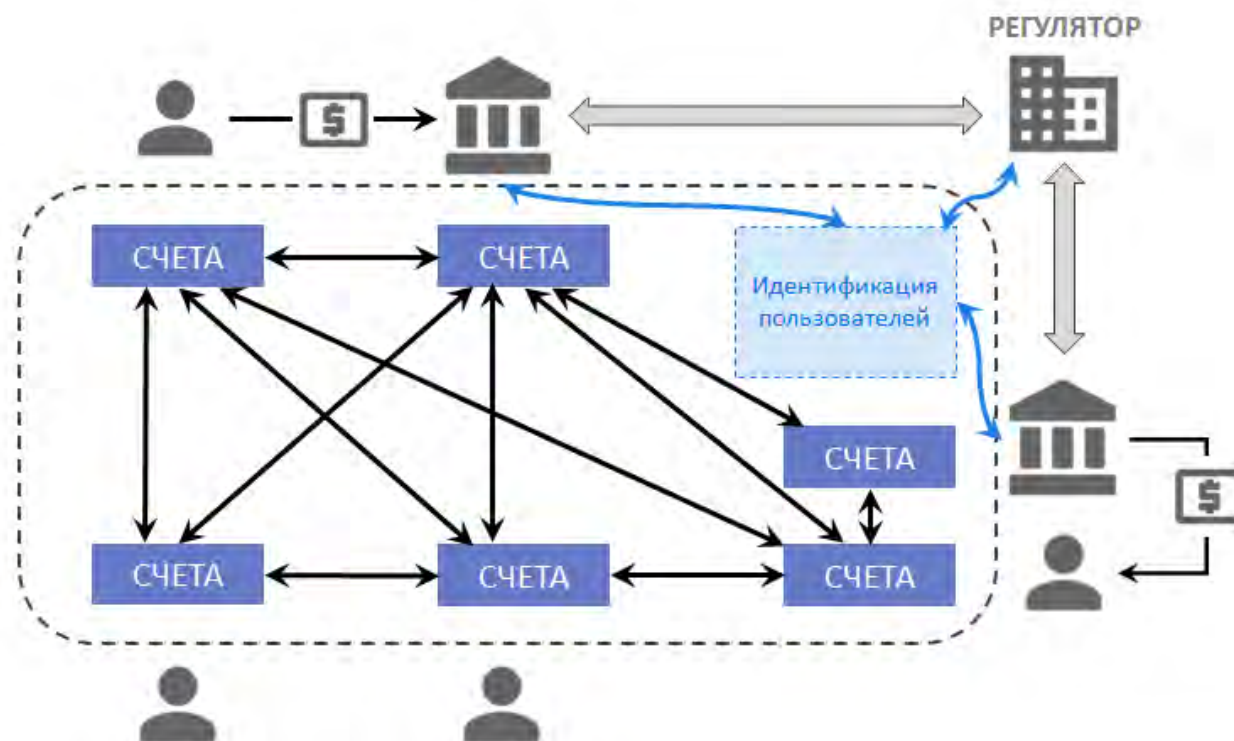 РЕГУЛЯТОР
$
СЧЕТА
СЧЕТА
Идентификация
пользователей
СЧЕТА
$
СЧЕТА
СЧЕТА
СЧЕТА